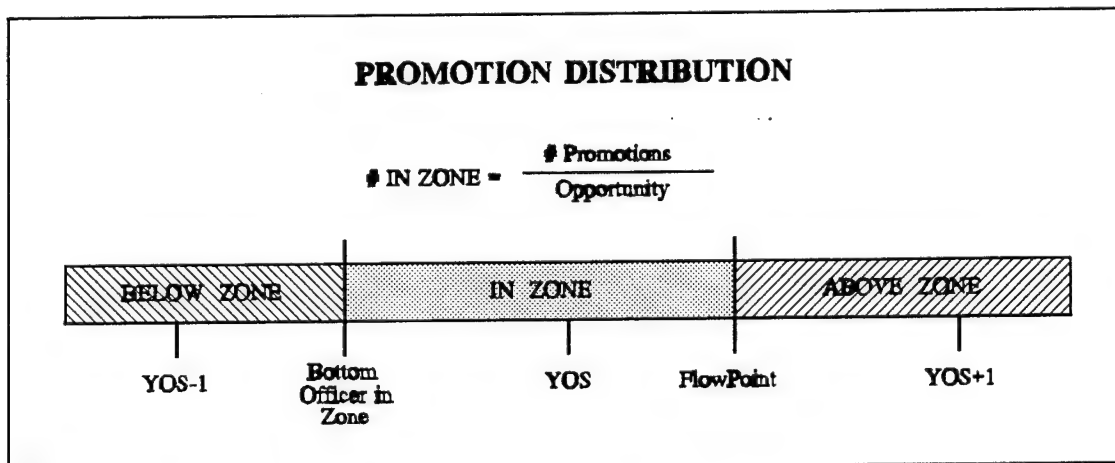 PROMOTION DISTRIBUTION
# Promotions
# IN ZONE =
Opportunity
BELOW ZONE
IN ZONE
ABOVE ZONE
YOS-1
Bottom
Officer in
Zone
YOS
FlowPoint
YOS+1